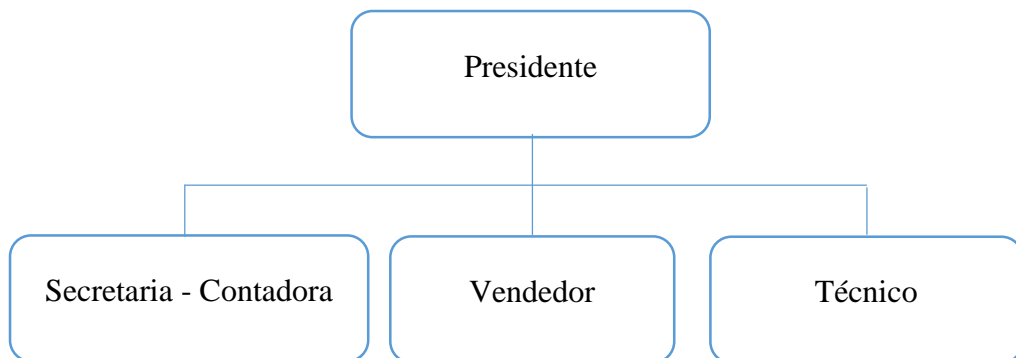 Presidente
Secretaria - Contadora
Vendedor
Técnico